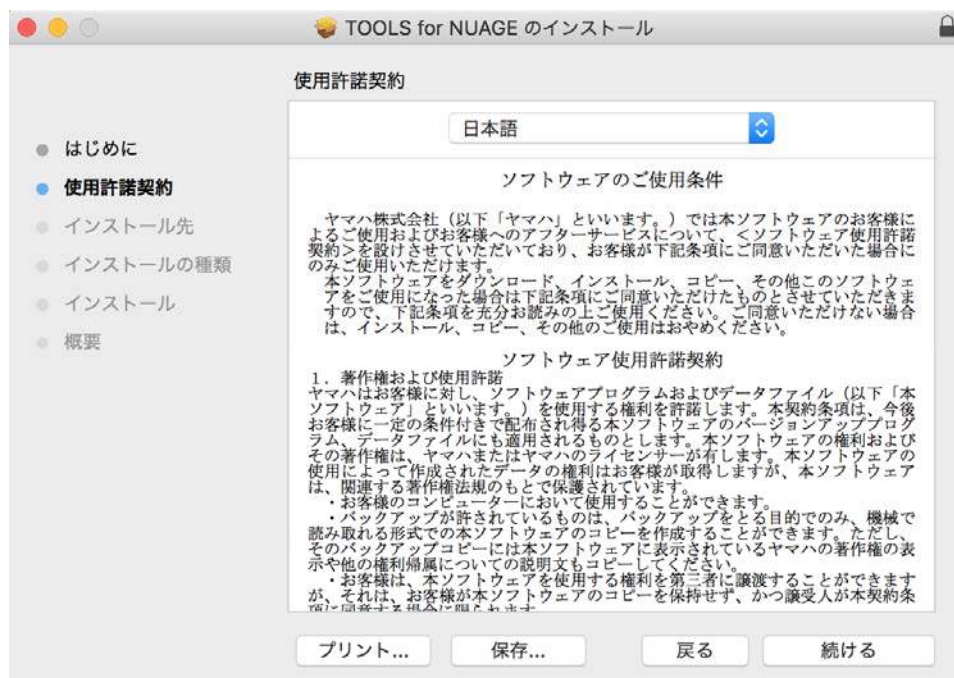 TOOLS for NUAGE のインストール
使用許諾契約
はじめに
使用許諾契約
インストール先
インストールの種類
インストール
概要
日本語
ソフトウェアのご使用条件
ヤマハ株式会社(以下「ヤマハ」といいます。)では本ソフトウェアのお客様に
よるご使用およびお客様へのアフターサービスについて、<ソフトウェア使用許諾
契約>を設けさせていただいており、お客様が下記条項にご同意いただいた場合に
のみご使用いただけます。
本ソフトウェアをダウンロード、インストール、コピー、その他このソフトウェ
アをご使用になった場合は下記条項にご同意いただけたものとさせていただきま
すので、下記条項を充分お読みの上ご使用ください。ご同意いただけない場合
は、インストール、コピー、その他のご使用はおやめください。
ソフトウェア使用許諾契約
1.著作権および使用許諾
ヤマハはお客様に対し、ソフトウェアプログラムおよびデータファイル(以下「本
ソフトウェア」といいます。)を使用する権利を許諾します。本契約条項は、今後
お客様に一定の条件付きで配布され得る本ソフトウェアのバージョンアッププログ
ラム、データファイルにも適用されるものとします。本ソフトウェアの権利および
その著作権は、ヤマハまたはヤマハのライセンサーが有します。本ソフトウェアの
使用によって作成されたデータの権利はお客様が取得しますが、本ソフトウェア
は、関連する著作権法規のもとで保護されています。
・お客様のコンピューターにおいて使用することができます。
・バックアップが許されているものは、バックアップをとる目的でのみ、機械で
読み取れる形式での本ソフトウェアのコピーを作成することができます。ただし、
そのバックアップコピーには本ソフトウェアに表示されているヤマハの著作権の表
示や他の権利帰属についての説明文もコピーしてください。
・お客様は、本ソフトウェアを使用する権利を第三者に譲渡することができます
が、それは、お客様が本ソフトウェアのコピーを保持せず、かつ譲受人が本契約条
項に同意する場合に限られます。
プリント...
保存...
戻る
続ける